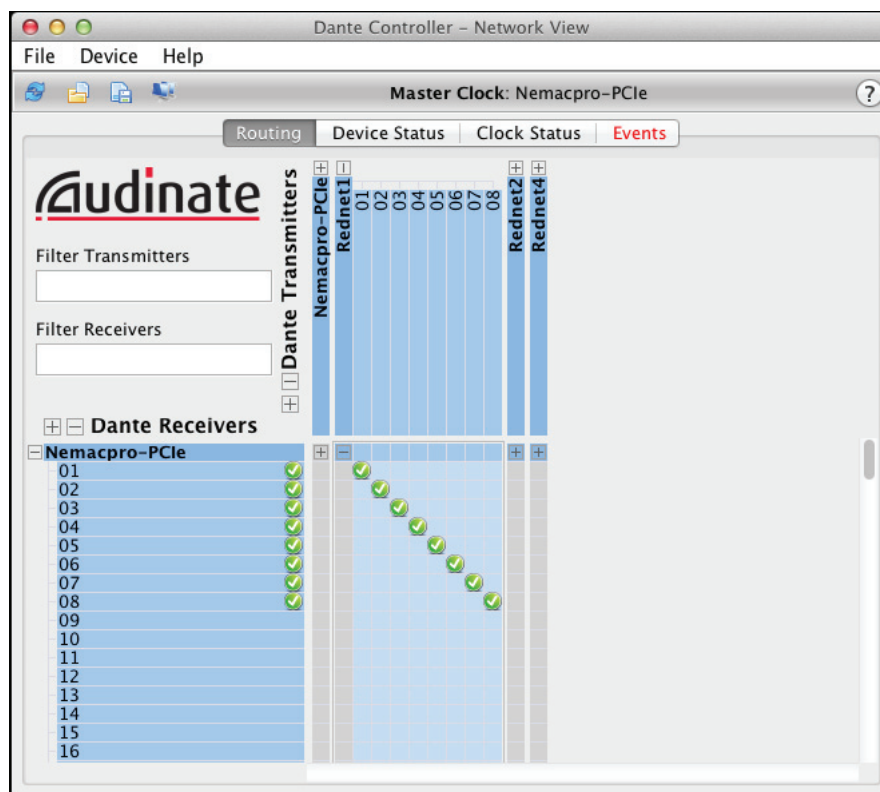 Dante Controller – Network View
File Device Help
Master Clock: Nemacpro-PCIe
?
Routing Device Status Clock Status Events
Audinate
Filter Transmitters
Filter Receivers
Dante Transmitters
Nemacpro-PCIe
Rednet1
01
02
03
04
05
06
07
08
Rednet2
Rednet4
Dante Receivers
Nemacpro-PCIe
01
02
03
04
05
06
07
08
09
10
11
12
13
14
15
16